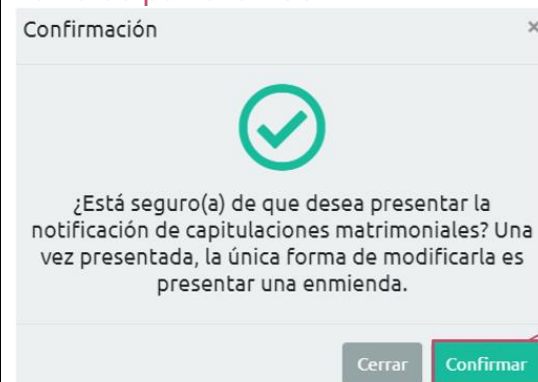 Confirmación ×
¿Está seguro(a) de que desea presentar la
notificación de capitulaciones matrimoniales? Una
vez presentada, la única forma de modificarla es
presentar una enmienda.
Cerrar Confirmar